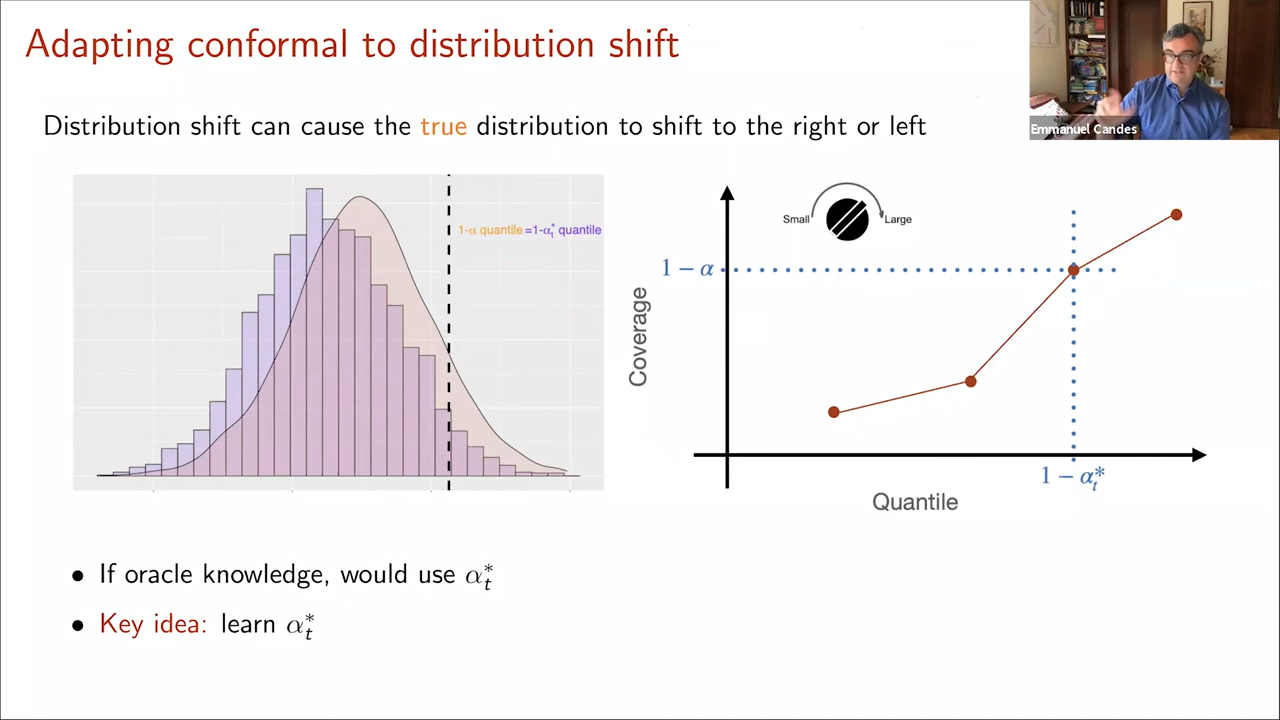 Adapting conformal to distribution shift
Emmanuel Candes
Distribution shift can cause the true distribution to shift to the right or left
1-α quantile=1-α*t quantile
Small
Large
1 − α
Coverage
1 − α*t
Quantile
• If oracle knowledge, would use α*t
• Key idea: learn α*t